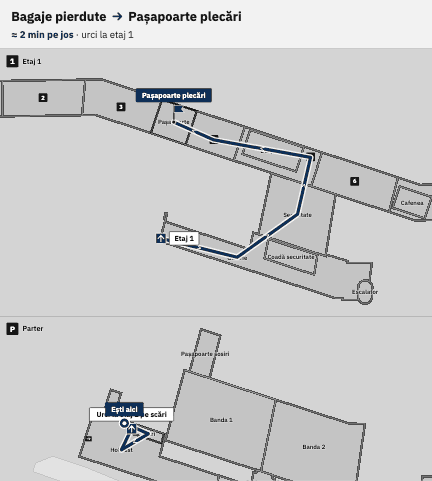 Bagaje pierdute → Pașapoarte plecări
≈ 2 min pe jos · urci la etaj 1
1 Etaj 1
2
3
Pașapoarte plecări
6
Cafenea
Etaj 1
Coadă securitate
Escalator
P Parter
Pașapoarte sosiri
Ești aici
Banda 1
Banda 2